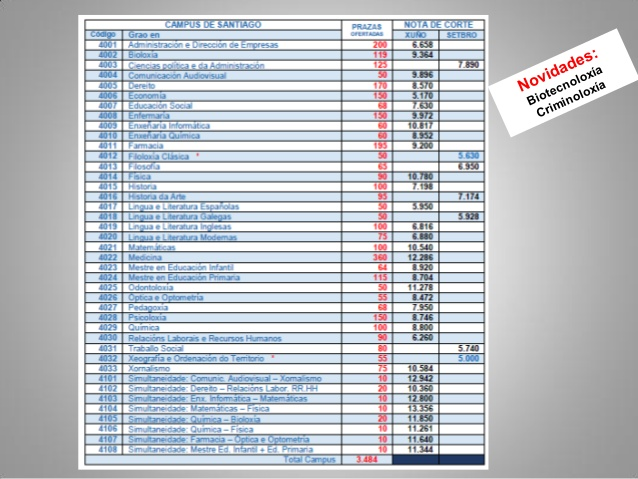 CAMPUS DE SANTIAGO PRAZAS OFERTADAS NOTA DE CORTE
Código Grao en XUÑO SETBRO
4001 Administración e Dirección de Empresas 200 6.658
4002 Bioloxía 119 9.364
4003 Ciencias política e da Administración 125 7.890
4004 Comunicación Audiovisual 50 9.896
4005 Dereito 170 8.570
4006 Economía 150 5.170
4007 Educación Social 68 7.630
4008 Enfermaría 150 9.972
4009 Enxeñaría Informática 60 10.817
4010 Enxeñaría Química 60 8.952
4011 Farmacia 195 9.200
4012 Filoloxía Clásica * 50 5.630
4013 Filosofía 65 6.950
4014 Física 90 10.780
4015 Historia 100 7.198
4016 Historia da Arte 95 7.174
4017 Lingua e Literatura Españolas 50 5.950
4018 Lingua e Literatura Galegas 50 5.928
4019 Lingua e Literatura Inglesas 100 6.816
4020 Lingua e Literatura Modernas 75 6.880
4021 Matemáticas 100 10.540
4022 Medicina 360 12.286
4023 Mestre en Educación Infantil 64 8.920
4024 Mestre en Educación Primaria 115 8.704
4025 Odontoloxía 50 11.278
4026 Óptica e Optometría 55 8.472
4027 Pedagoxía 68 7.950
4028 Psicoloxía 150 8.746
4029 Química 100 8.800
4030 Relacións Laborais e Recursos Humanos 90 6.260
4031 Traballo Social 80 5.740
4032 Xeografía e Ordenación do Territorio * 55 5.000
4033 Xornalismo 75 10.584
4101 Simultaneidade: Comunic. Audiovisual – Xornalismo 10 12.942
4102 Simultaneidade: Dereito – Relacións Labor. RR.HH 20 10.360
4103 Simultaneidade: Enx. Informática – Matemáticas 10 12.800
4104 Simultaneidade: Matemáticas – Física 10 13.356
4105 Simultaneidade: Química – Bioloxía 20 11.850
4106 Simultaneidade: Química – Física 10 11.261
4107 Simultaneidade: Farmacia – Óptica e Optometría 10 11.640
4108 Simultaneidade: Mestre Ed. Infantil + Ed. Primaria 10 11.344
Total Campus 3.484
Novidades:
Biotecnoloxía
Criminoloxía